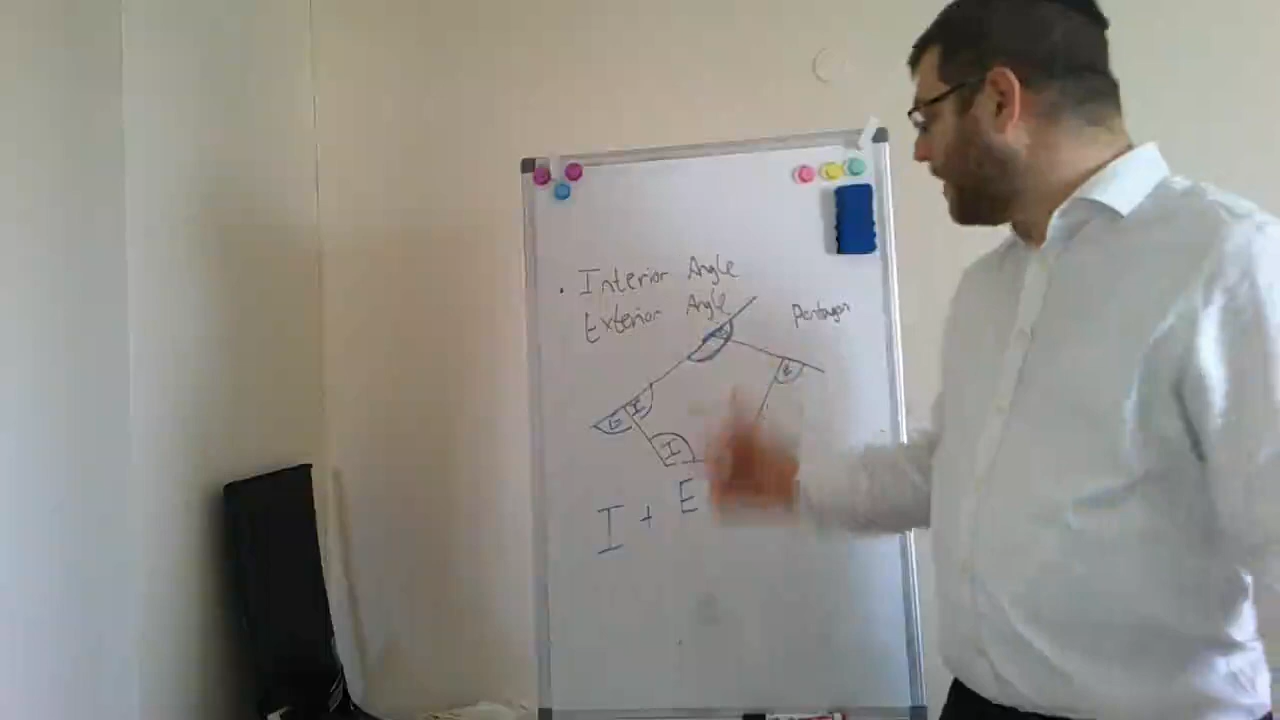 . Interior Angle
Exterior Angle
Pentagon
E
E I
I
I + E